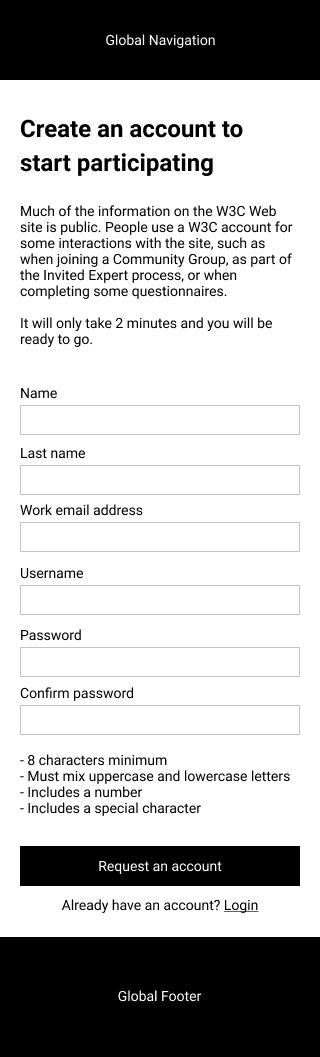 Global Navigation
Create an account to
start participating
Much of the information on the W3C Web
site is public. People use a W3C account for
some interactions with the site, such as
when joining a Community Group, as part of
the Invited Expert process, or when
completing some questionnaires.
It will only take 2 minutes and you will be
ready to go.
Name
Last name
Work email address
Username
Password
Confirm password
- 8 characters minimum
- Must mix uppercase and lowercase letters
- Includes a number
- Includes a special character
Request an account
Already have an account? Login
Global Footer